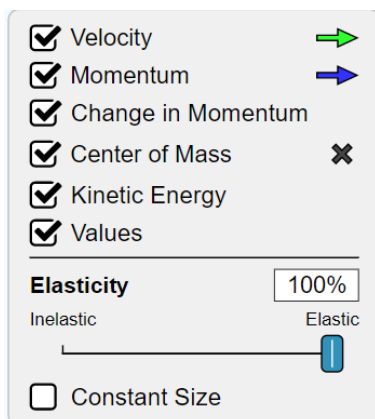 Velocity
Momentum
Change in Momentum
Center of Mass
Kinetic Energy
Values
Elasticity 100%
Inelastic Elastic
Constant Size